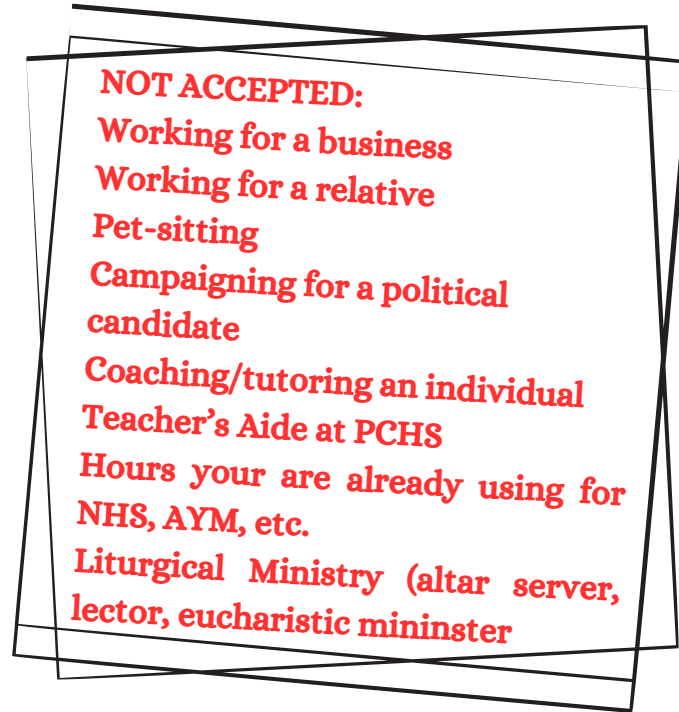 NOT ACCEPTED:
Working for a business
Working for a relative
Pet-sitting
Campaigning for a political
candidate
Coaching/tutoring an individual
Teacher’s Aide at PCHS
Hours your are already using for
NHS, AYM, etc.
Liturgical Ministry (altar server,
lector, eucharistic mininster